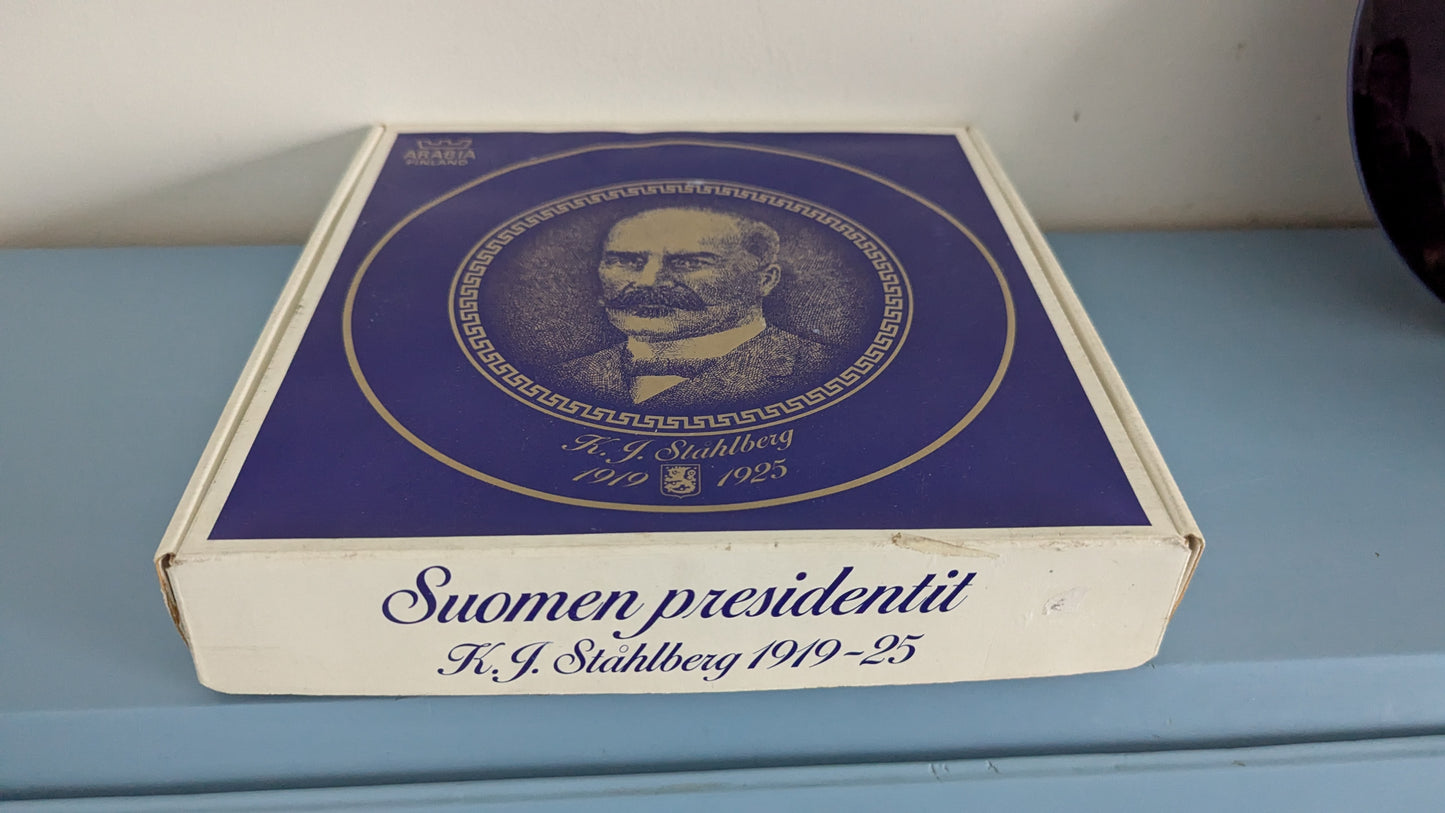 ARABIA
FINLAND
K. J. Ståhlberg
1919 1925
Suomen presidentit
K. J. Ståhlberg 1919-25